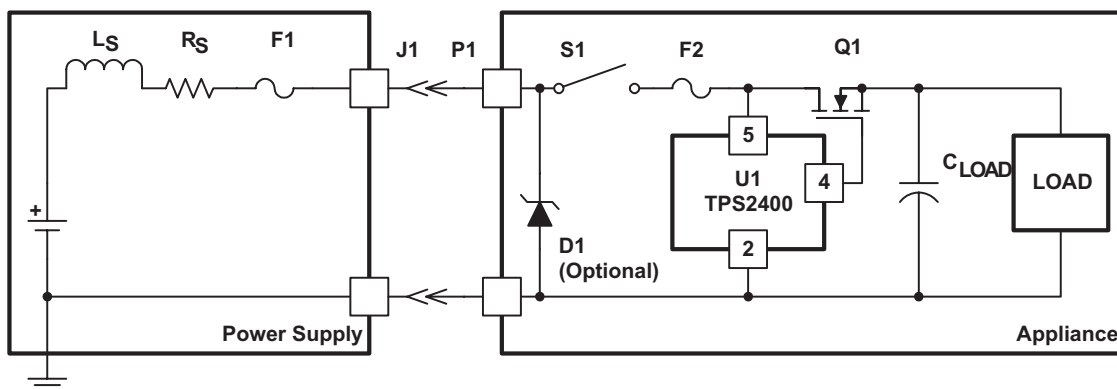 LS
RS
F1
J1
P1
S1
F2
Q1
5
U1
TPS2400
4
2
CLOAD
LOAD
+
D1
(Optional)
Power Supply
Appliance